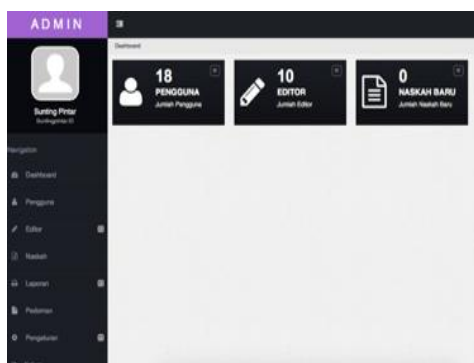 ADMIN
Dashboard
18
PENGGUNA
Jumlah Pengguna
10
EDITOR
Jumlah Editor
0
NASKAH BARU
Jumlah Naskah Baru
Sunting Pintar
Navigation
Dashboard
Pengguna
Editor
Naskah
Laporan
Pedoman
Pengaturan